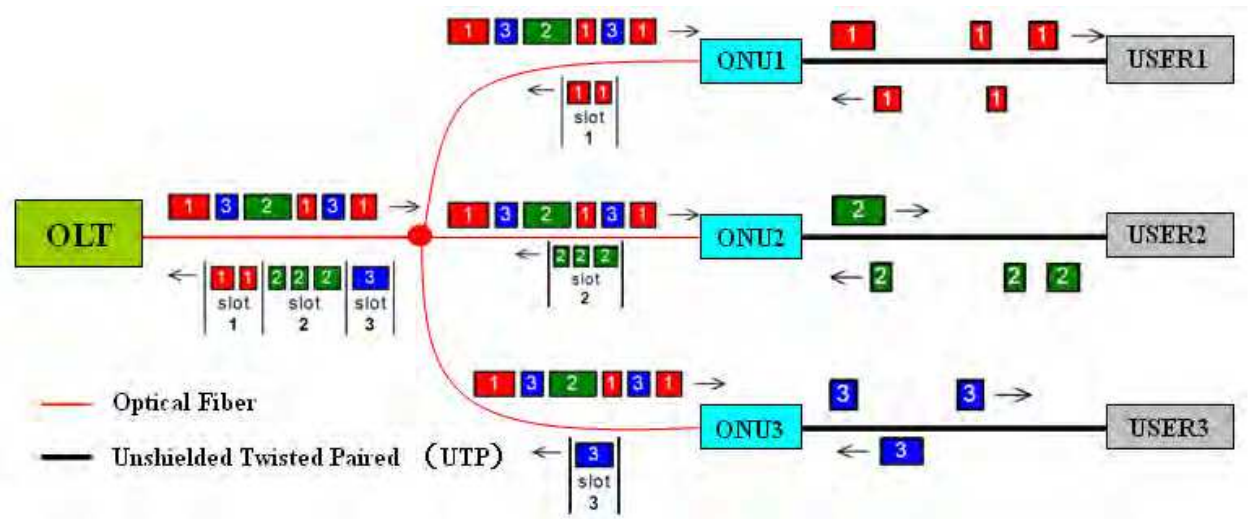 1 3 2 1 3 1
ONU1
1 1 1
USER1
1 1
slot
1
1 1
OLT
1 3 2 1 3 1
1 3 2 1 3 1
ONU2
2
USER2
1 1 2 2 2 3
slot slot slot
1 2 3
2 2 2
slot
2
2 2 2
Optical Fiber
Unshielded Twisted Paired (UTP)
1 3 2 1 3 1
ONU3
3 3
USER3
3
slot
3
3